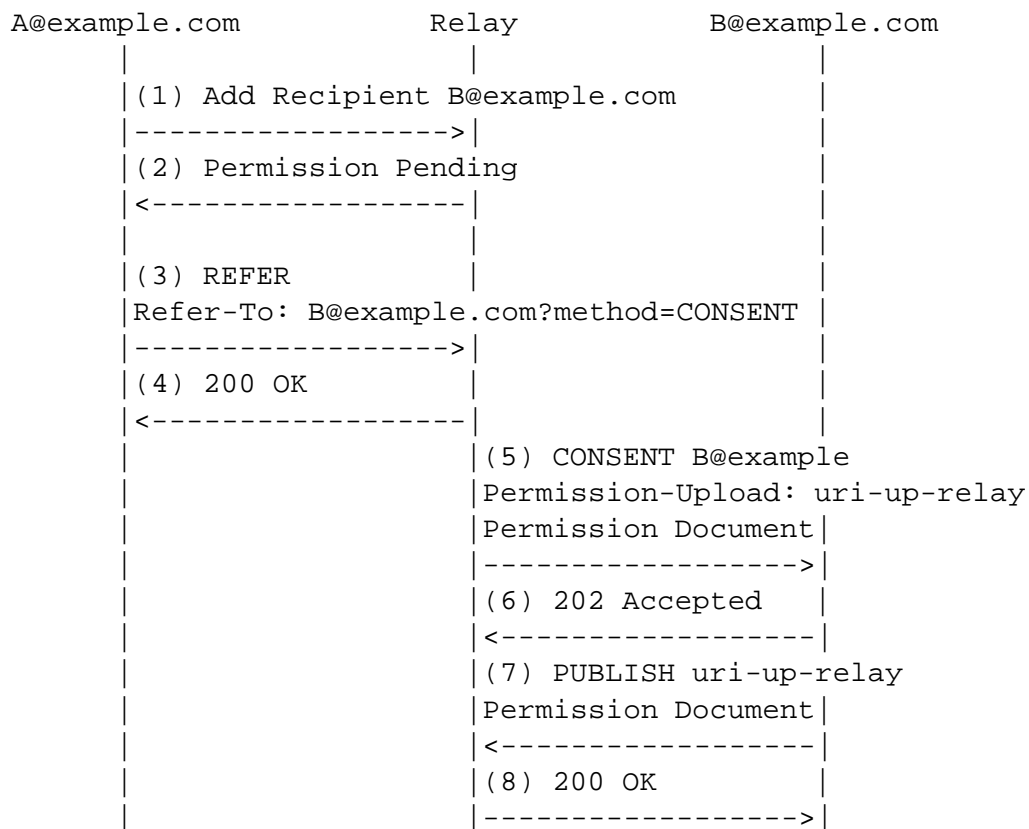 A@example.com Relay B@example.com
(1) Add Recipient B@example.com
(2) Permission Pending
(3) REFER
Refer-To: B@example.com?method=CONSENT
(4) 200 OK
(5) CONSENT B@example
Permission-Upload: uri-up-relay
Permission Document
(6) 202 Accepted
(7) PUBLISH uri-up-relay
Permission Document
(8) 200 OK